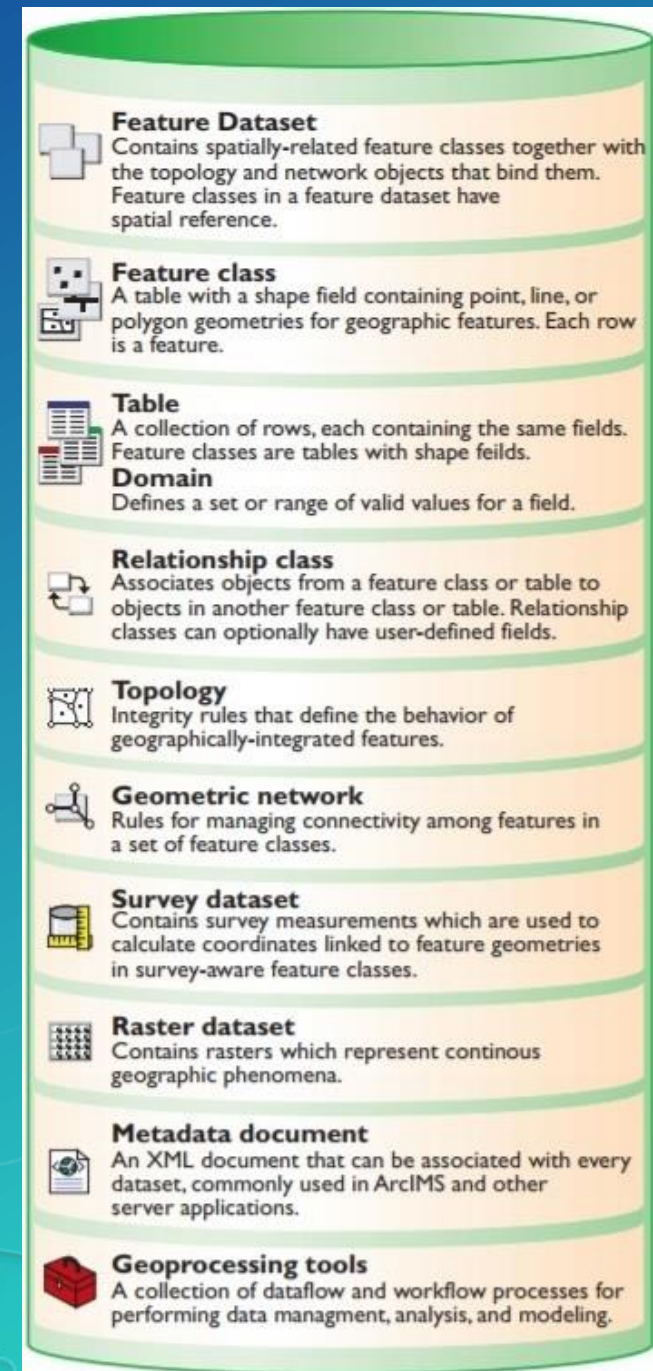 Feature Dataset
Contains spatially-related feature classes together with
the topology and network objects that bind them.
Feature classes in a feature dataset have
spatial reference.
Feature class
A table with a shape field containing point, line, or
polygon geometries for geographic features. Each row
is a feature.
Table
A collection of rows, each containing the same fields.
Feature classes are tables with shape feilds.
Domain
Defines a set or range of valid values for a field.
Relationship class
Associates objects from a feature class or table to
objects in another feature class or table. Relationship
classes can optionally have user-defined fields.
Topology
Integrity rules that define the behavior of
geographically-integrated features.
Geometric network
Rules for managing connectivity among features in
a set of feature classes.
Survey dataset
Contains survey measurements which are used to
calculate coordinates linked to feature geometries
in survey-aware feature classes.
Raster dataset
Contains rasters which represent continous
geographic phenomena.
Metadata document
An XML document that can be associated with every
dataset, commonly used in ArcIMS and other
server applications.
Geoprocessing tools
A collection of dataflow and workflow processes for
performing data managment, analysis, and modeling.